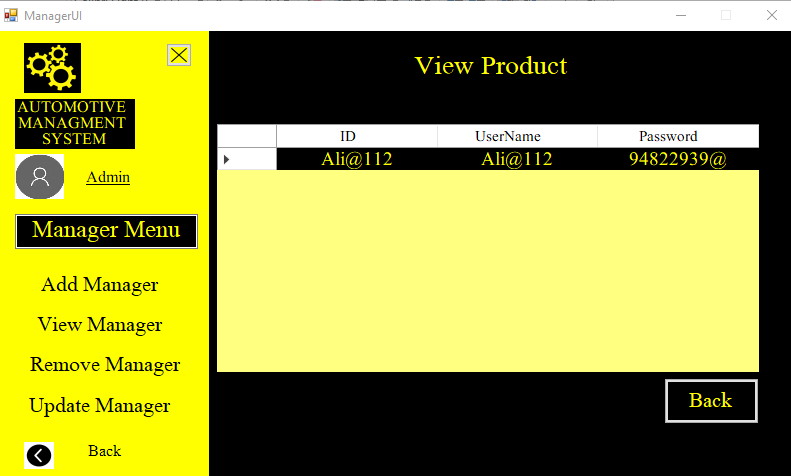 ManagerUI
AUTOMOTIVE
MANAGMENT
SYSTEM
Admin
Manager Menu
Add Manager
View Manager
Remove Manager
Update Manager
Back
View Product
ID UserName Password
Ali@112 Ali@112 94822939@
Back